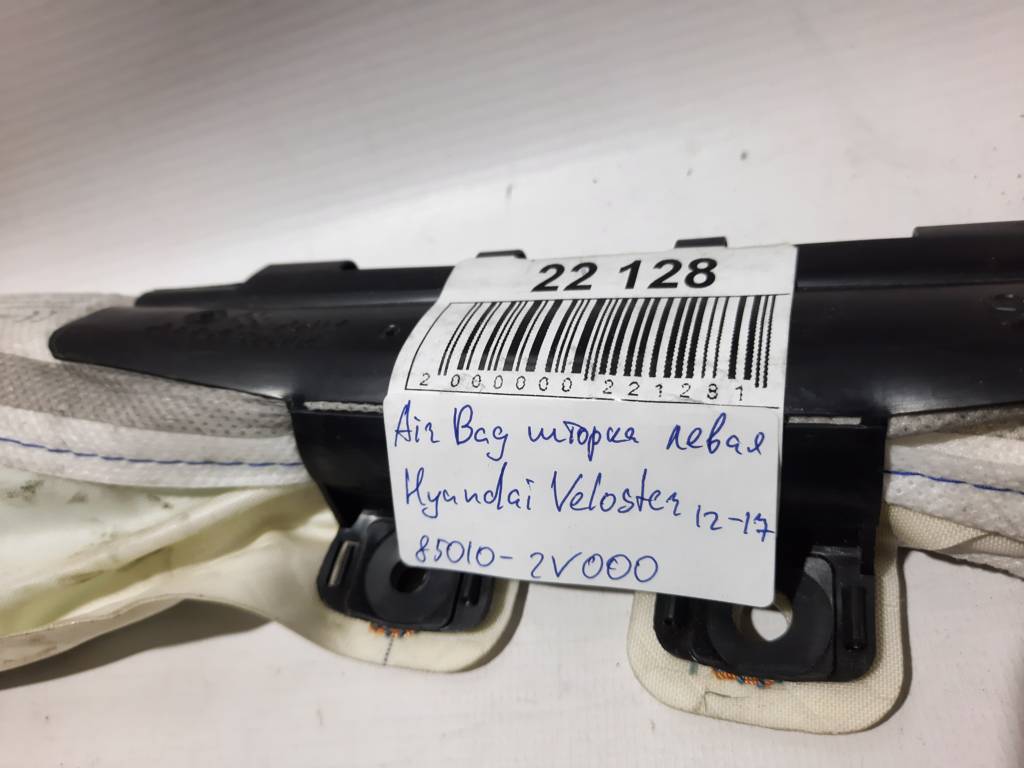 22 128
2 000000 221281
Air Bag шторка левая
Hyundai Veloster 12-17
85010-2V000